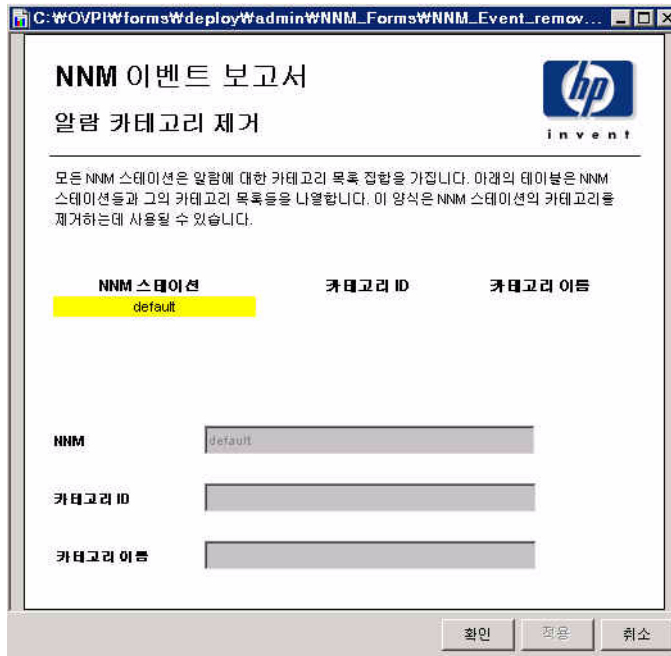 C:₩OVPI₩forms₩deploy₩admin₩NNM_Forms₩NNM_Event_remov...
NNM 이벤트 보고서
알람 카테고리 제거
hp
invent
모든 NNM 스테이션은 알람에 대한 카테고리 목록 집합을 가집니다. 아래의 테이블은 NNM
스테이션들과 그의 카테고리 목록들을 나열합니다. 이 양식은 NNM 스테이션의 카테고리를
제거하는데 사용될 수 있습니다.
NNM 스테이션 카테고리 ID 카테고리 이름
default
NNM default
카테고리 ID
카테고리 이름
확인 적용 취소